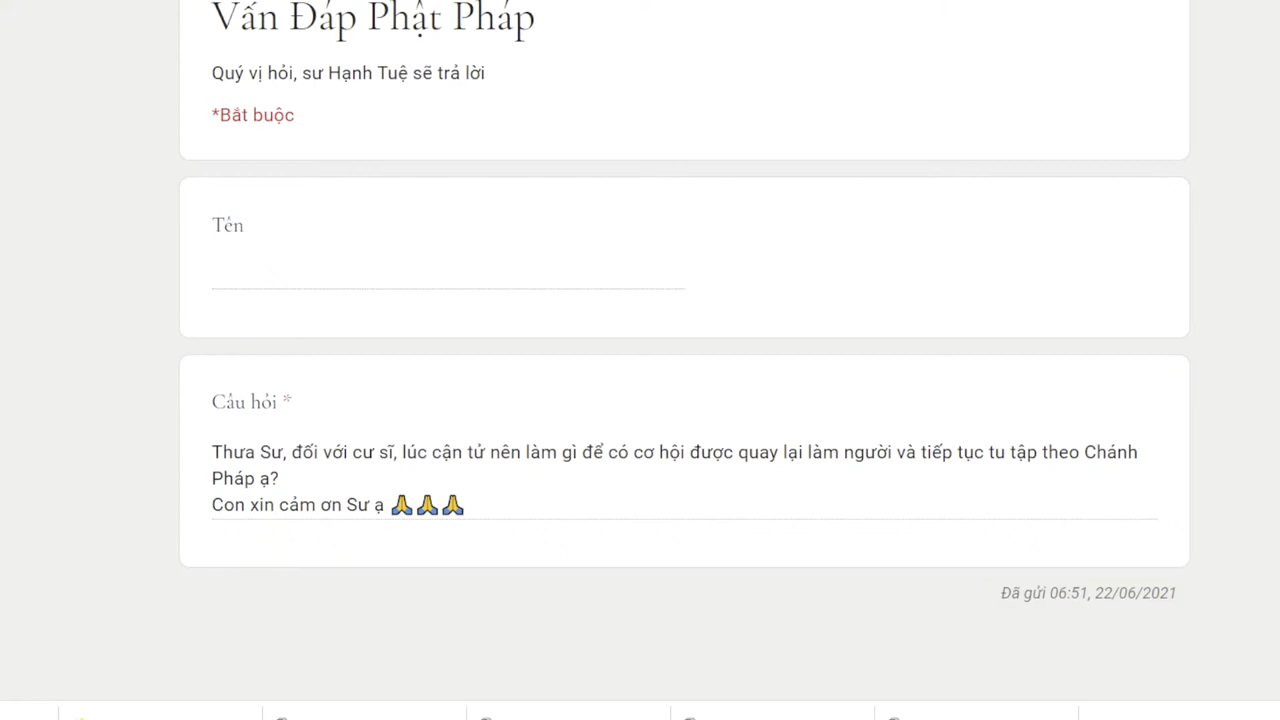 Vấn Đáp Phật Pháp
Quý vị hỏi, sư Hạnh Tuệ sẽ trả lời
*Bắt buộc
Tên
Câu hỏi *
Thưa Sư, đối với cư sĩ, lúc cận tử nên làm gì để có cơ hội được quay lại làm người và tiếp tục tu tập theo Chánh
Pháp ạ?
Con xin cảm ơn Sư ạ 🙏🙏🙏
Đã gửi 06:51, 22/06/2021